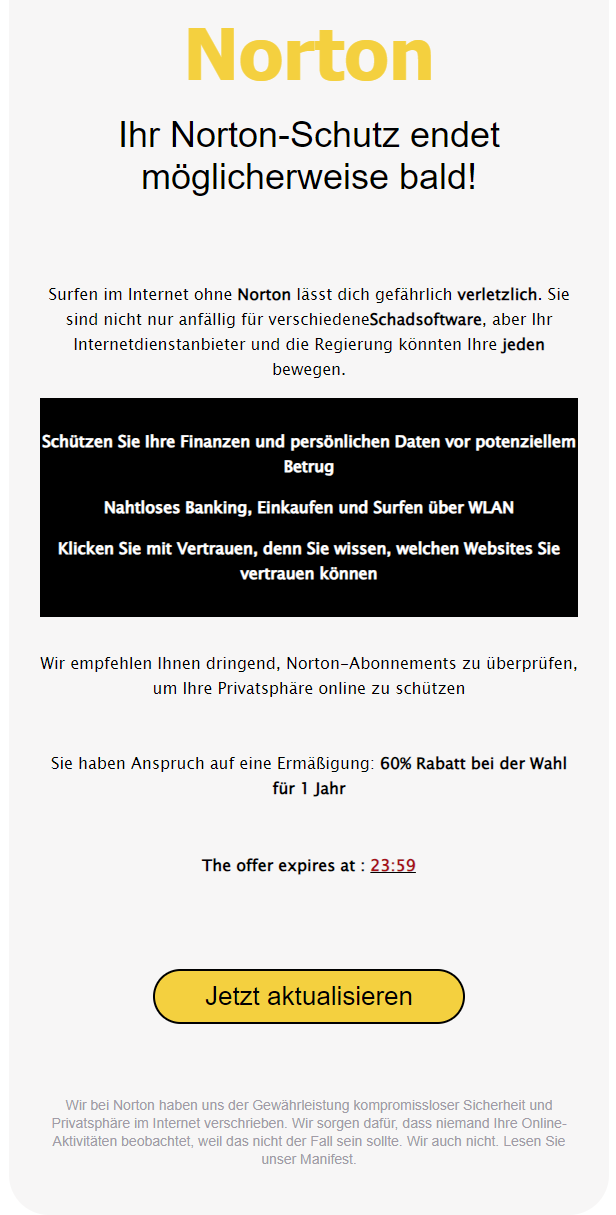 Norton
Ihr Norton-Schutz endet
möglicherweise bald!
Surfen im Internet ohne Norton lässt dich gefährlich verletzlich. Sie
sind nicht nur anfällig für verschiedeneSchadsoftware, aber Ihr
Internetdienstanbieter und die Regierung könnten Ihre jeden
bewegen.
Schützen Sie Ihre Finanzen und persönlichen Daten vor potenziellem
Betrug
Nahtloses Banking, Einkaufen und Surfen über WLAN
Klicken Sie mit Vertrauen, denn Sie wissen, welchen Websites Sie
vertrauen können
Wir empfehlen Ihnen dringend, Norton-Abonnements zu überprüfen,
um Ihre Privatsphäre online zu schützen
Sie haben Anspruch auf eine Ermäßigung: 60% Rabatt bei der Wahl
für 1 Jahr
The offer expires at : 23:59
Jetzt aktualisieren
Wir bei Norton haben uns der Gewährleistung kompromissloser Sicherheit und
Privatsphäre im Internet verschrieben. Wir sorgen dafür, dass niemand Ihre Online-
Aktivitäten beobachtet, weil das nicht der Fall sein sollte. Wir auch nicht. Lesen Sie
unser Manifest.